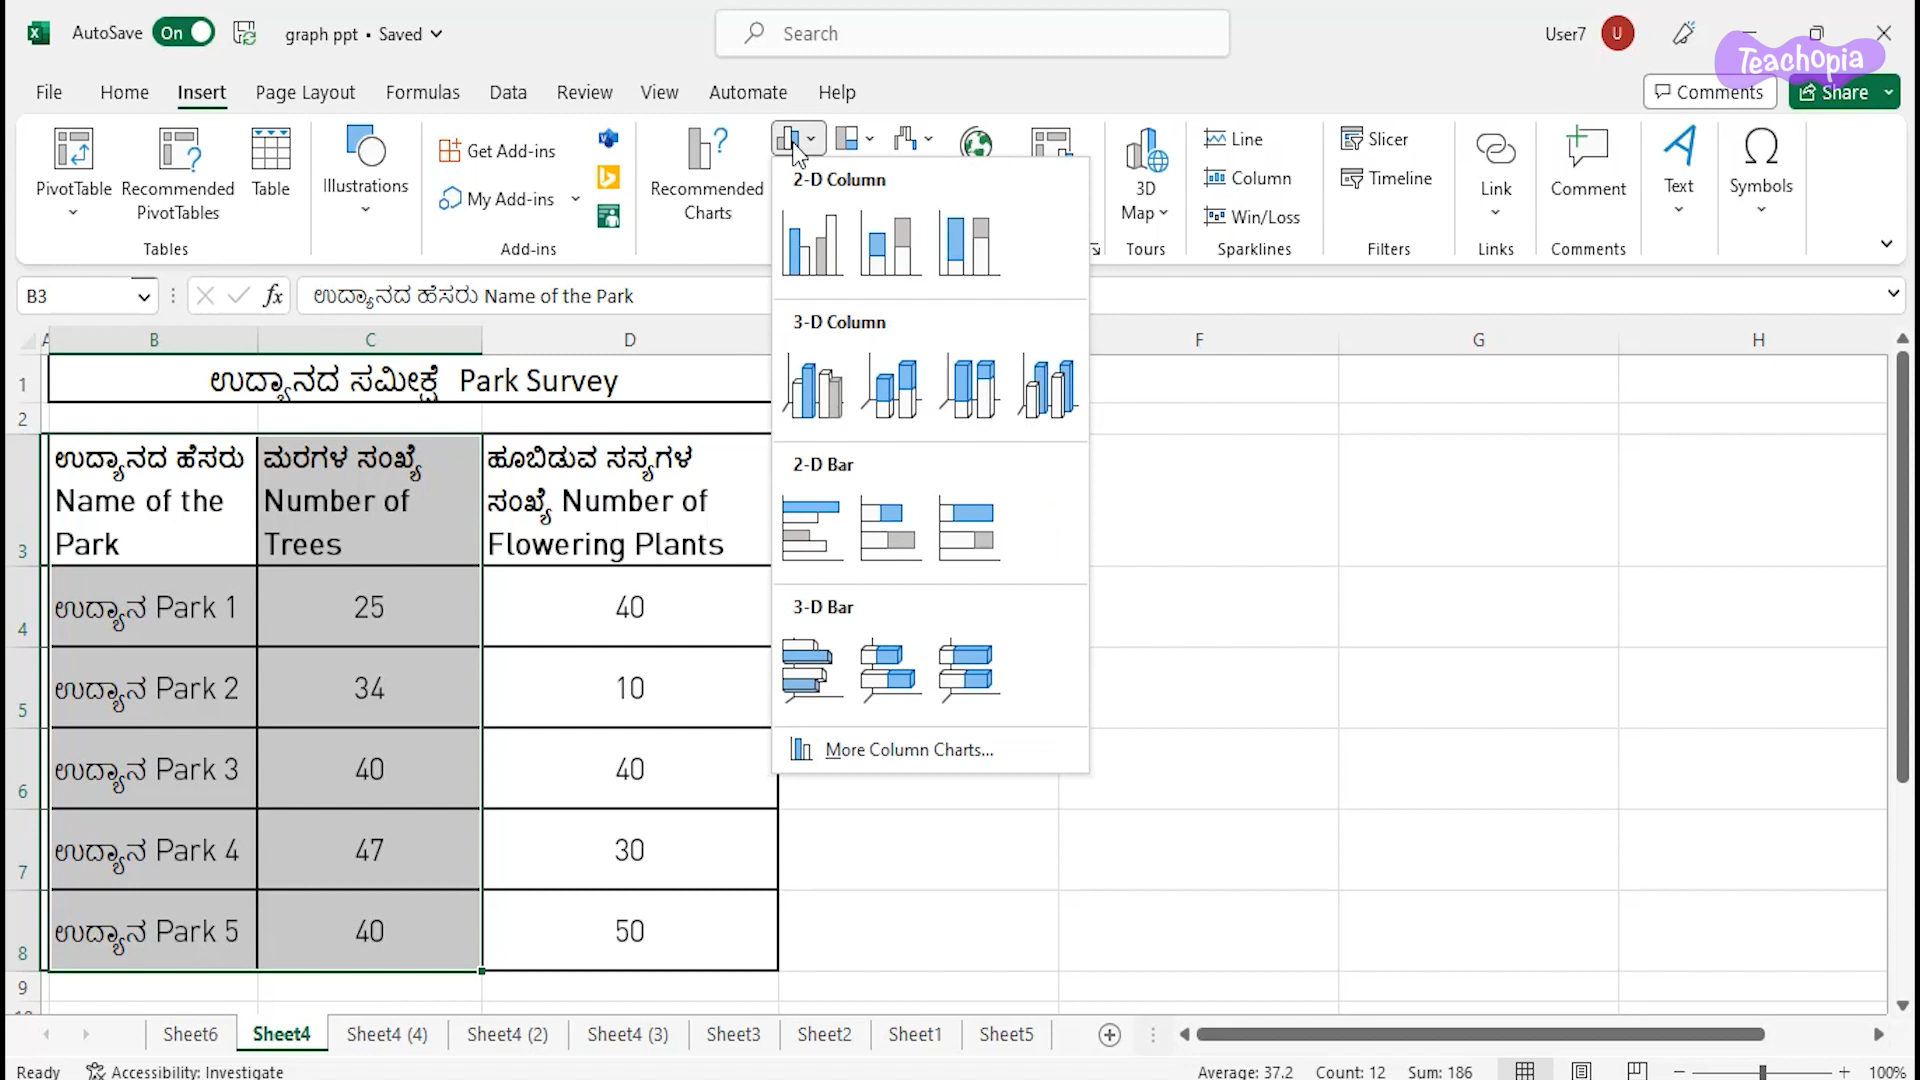 AutoSave On graph ppt • Saved Search User7 U
Teachopia
File Home Insert Page Layout Formulas Data Review View Automate Help Comments Share
PivotTable
Recommended
PivotTables
Table
Tables
Illustrations
Get Add-ins
My Add-ins
Add-ins
Recommended
Charts
3D
Map
Tours
Line
Column
Win/Loss
Sparklines
Slicer
Timeline
Filters
Link
Links
Comment
Comments
Text
Symbols
2-D Column
3-D Column
2-D Bar
3-D Bar
More Column Charts...
B3 fx ಉದ್ಯಾನದ ಹೆಸರು Name of the Park
A B C D F G H
1 ಉದ್ಯಾನದ ಸಮೀಕ್ಷೆ Park Survey
2
ಉದ್ಯಾನದ ಹೆಸರು
Name of the
Park
ಮರಗಳ ಸಂಖ್ಯೆ
Number of
Trees
ಹೂಬಿಡುವ ಸಸ್ಯಗಳ
ಸಂಖ್ಯೆ Number of
Flowering Plants
3
4 ಉದ್ಯಾನ Park 1 25 40
5 ಉದ್ಯಾನ Park 2 34 10
6 ಉದ್ಯಾನ Park 3 40 40
7 ಉದ್ಯಾನ Park 4 47 30
8 ಉದ್ಯಾನ Park 5 40 50
9
Sheet6 Sheet4 Sheet4 (4) Sheet4 (2) Sheet4 (3) Sheet3 Sheet2 Sheet1 Sheet5
Ready Accessibility: Investigate Average: 37.2 Count: 12 Sum: 186 100%